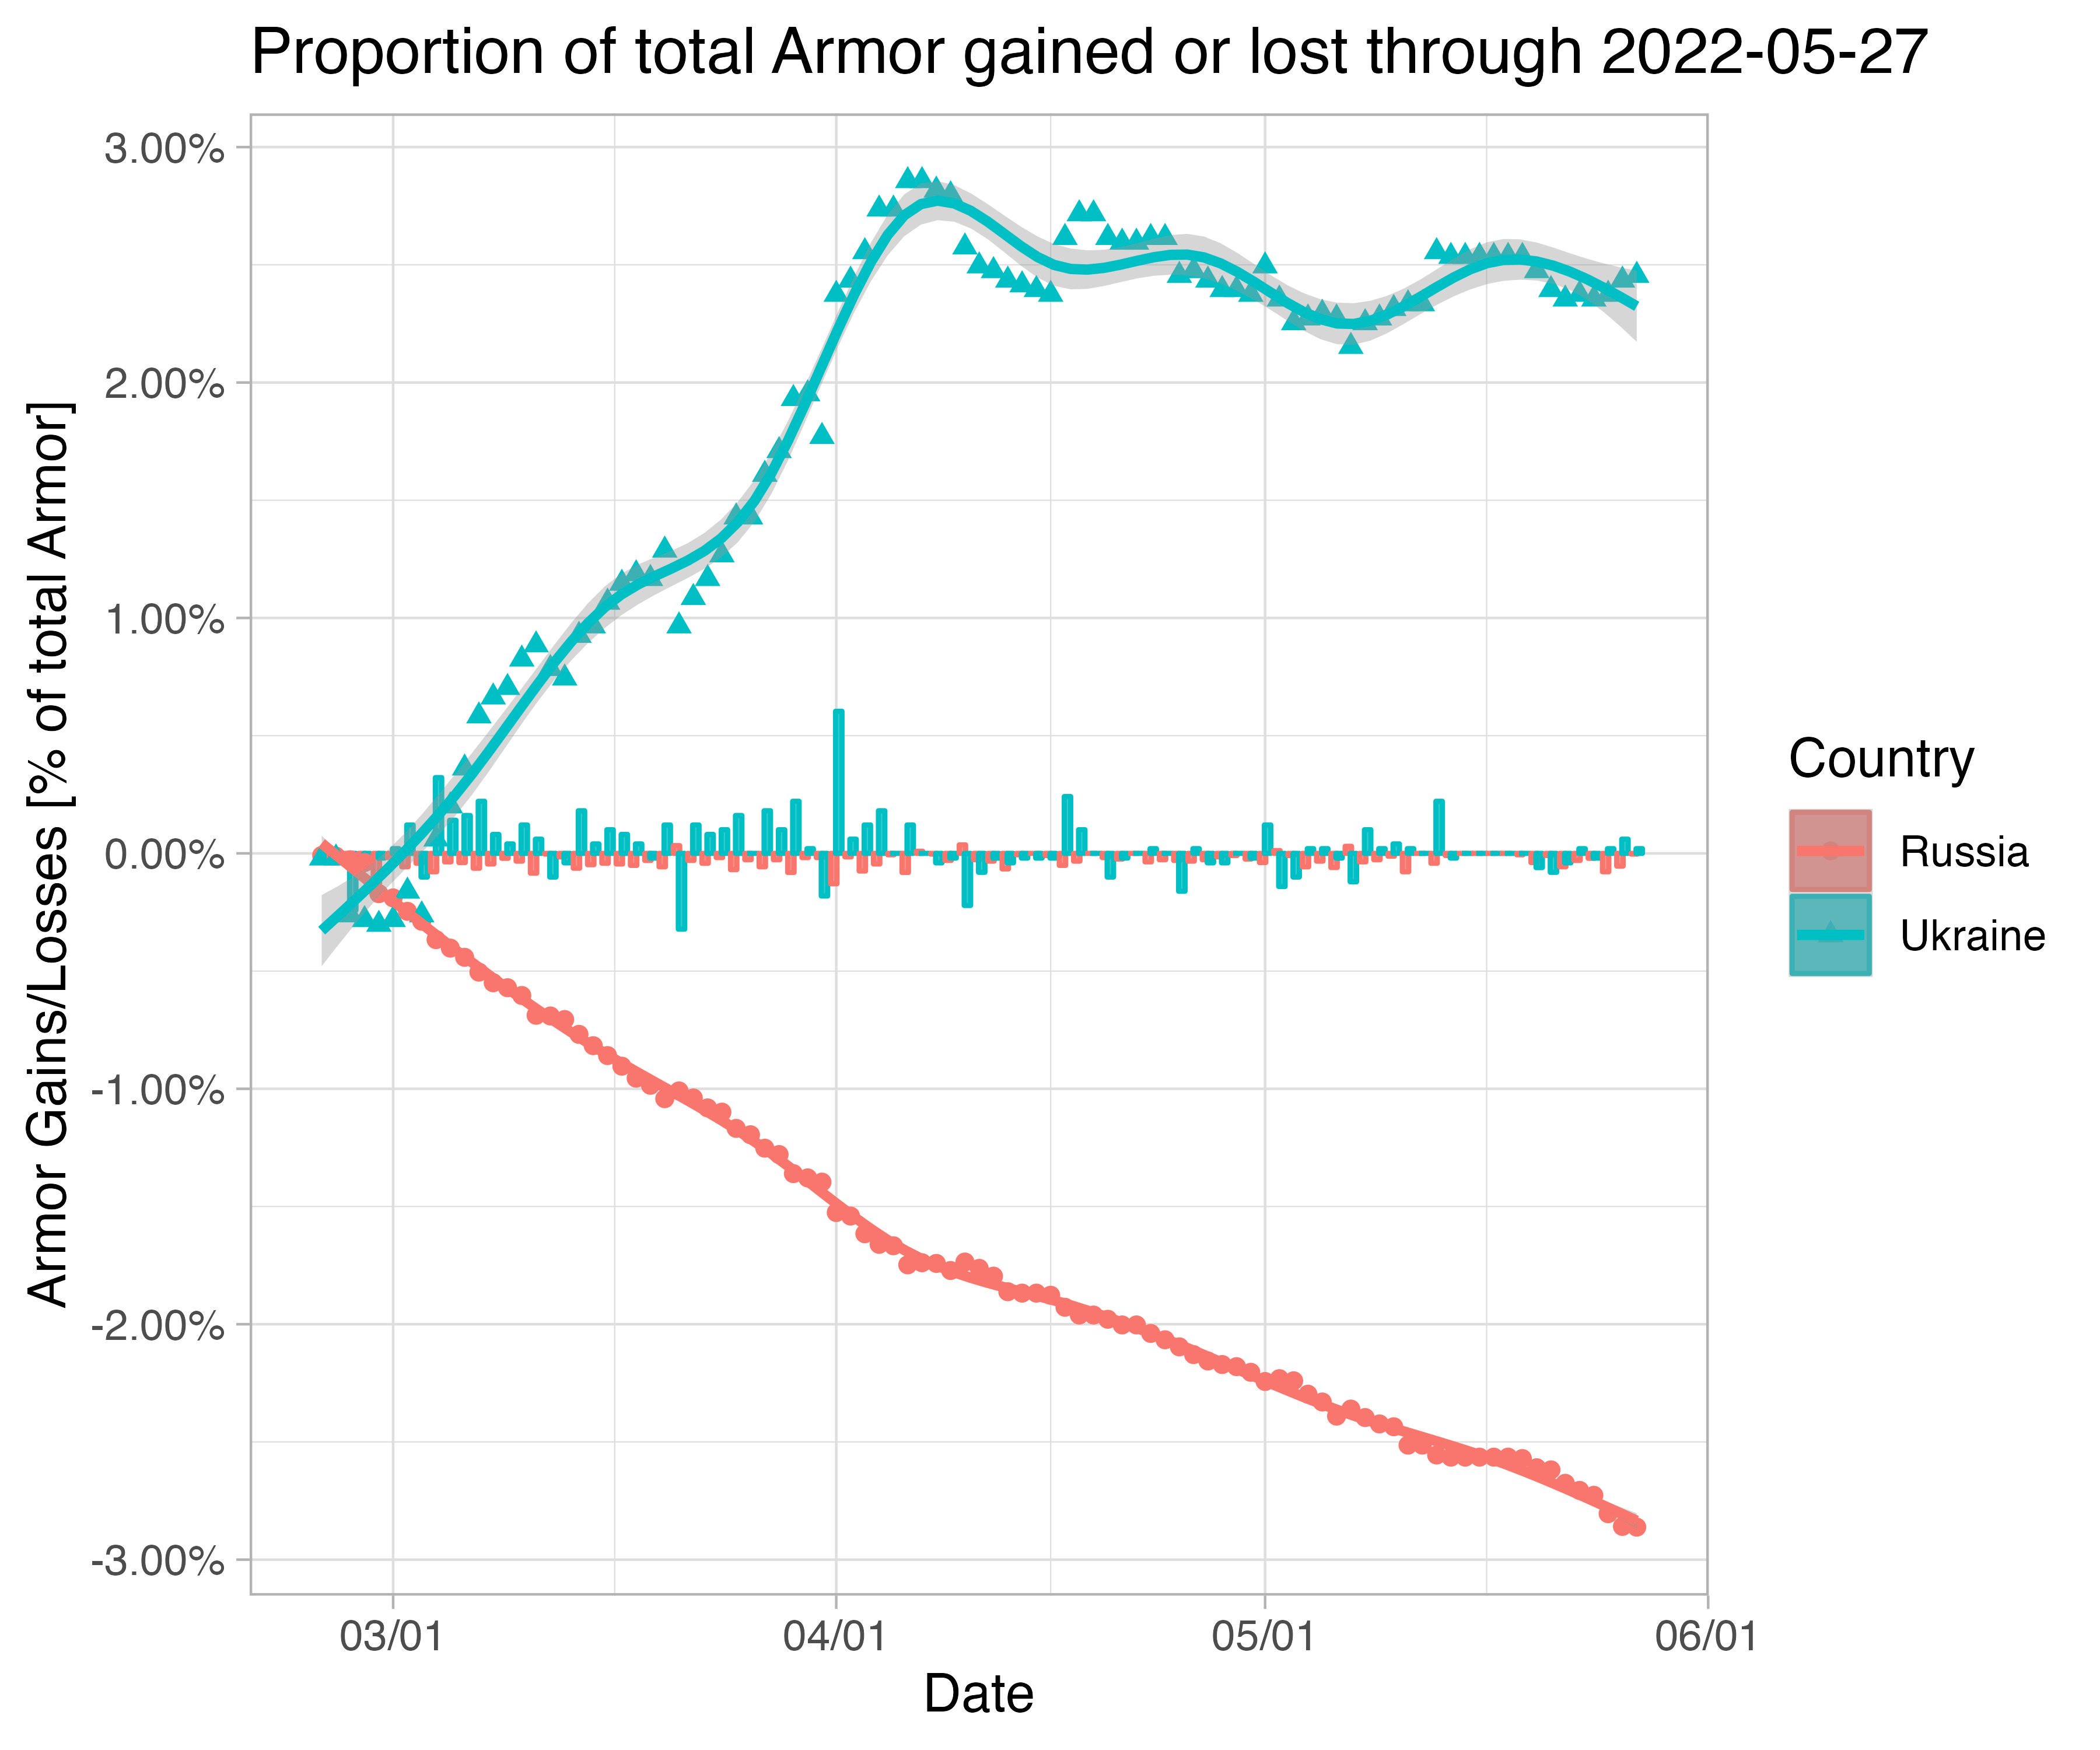 Proportion of total Armor gained or lost through 2022-05-27
Armor Gains/Losses [% of total Armor]
3.00%
2.00%
1.00%
0.00%
-1.00%
-2.00%
-3.00%
03/01
04/01
05/01
06/01
Date
Country
Russia
Ukraine